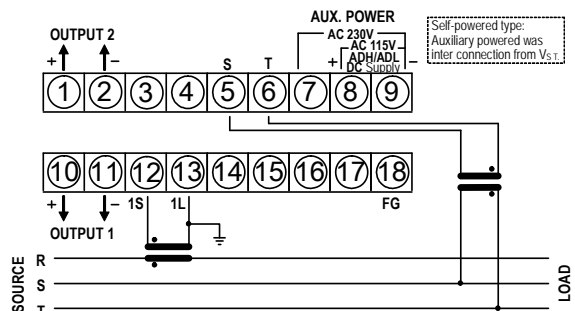 AUX. POWER
OUTPUT 2
AC 230V
AC 115V
ADH/ADL
DC Supply
+ −
S T
+ −
Self-powered type:
Auxiliary powered was
inter connection from VS T.
1 2 3 4 5 6 7 8 9
10 11 12 13 14 15 16 17 18
+ − 1S 1L FG
OUTPUT 1
SOURCE
R
S
T
LOAD